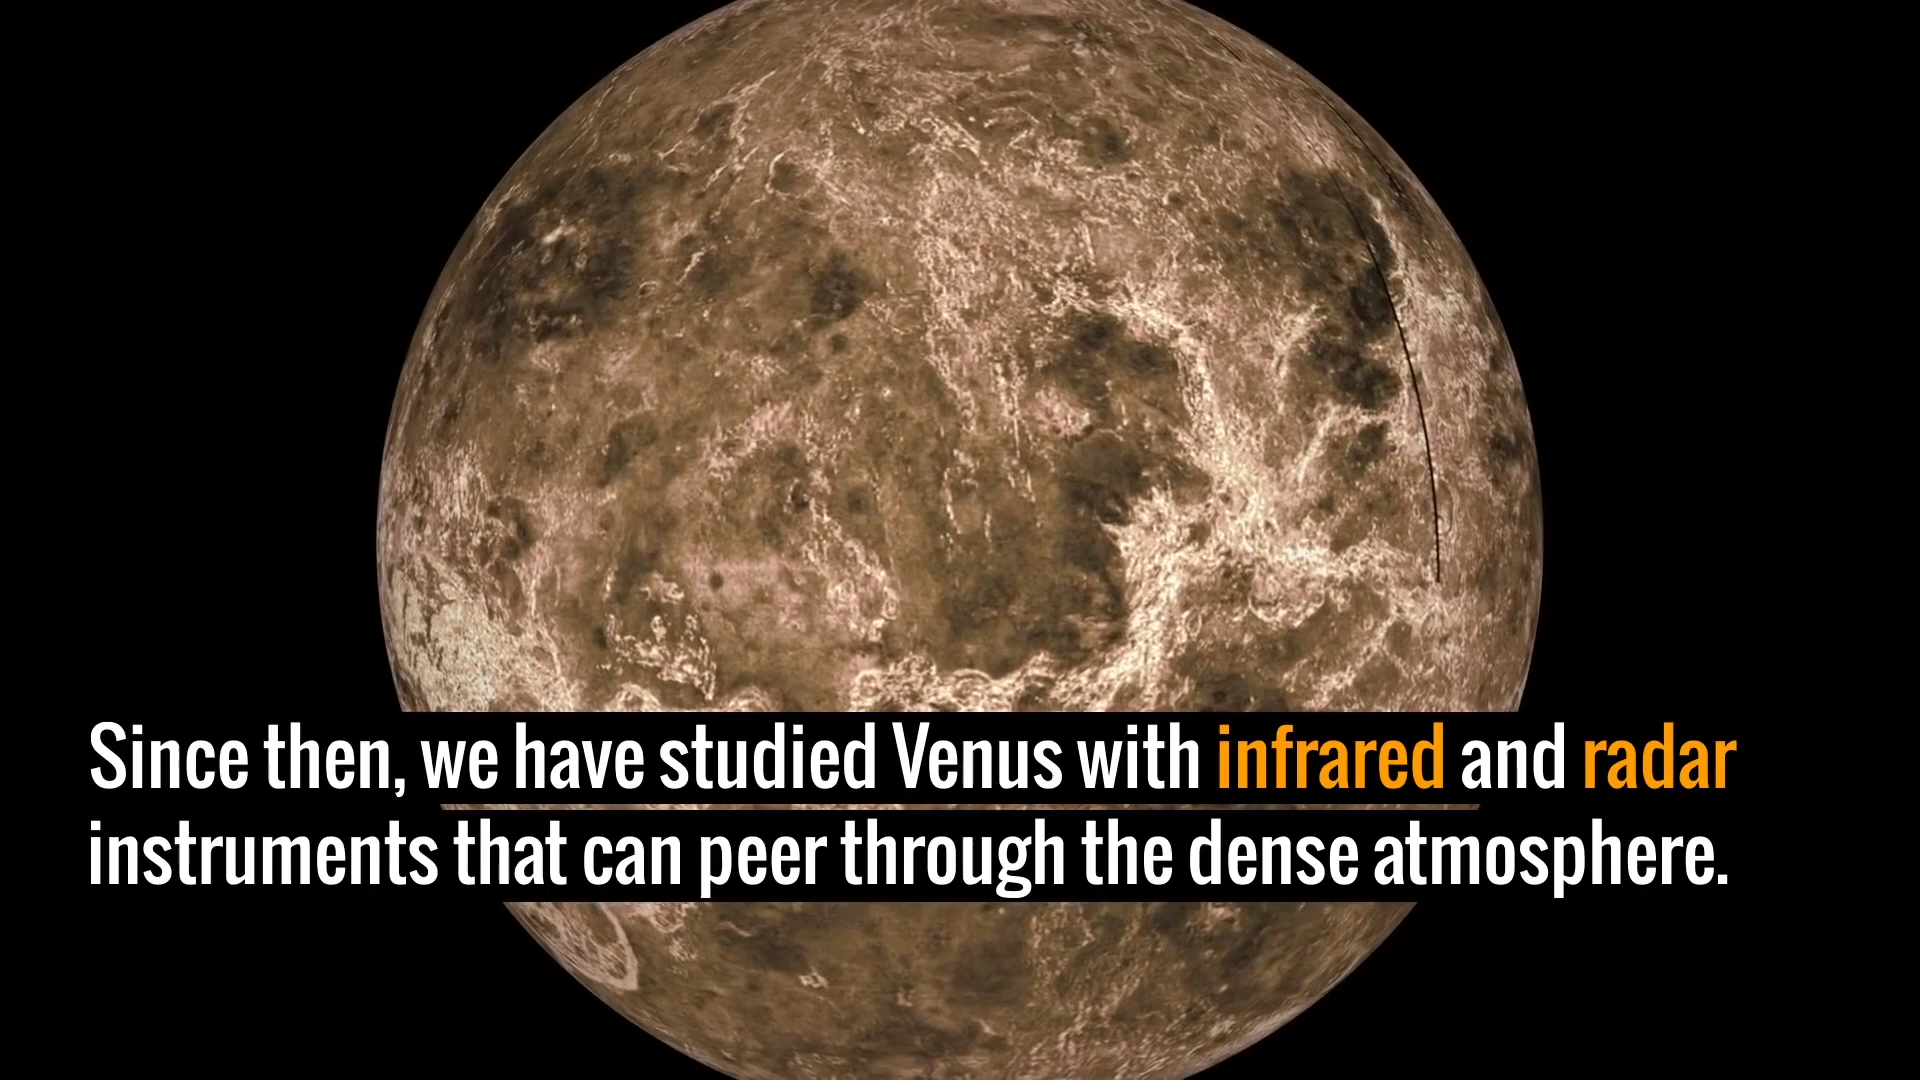 Since then, we have studied Venus with infrared and radar
instruments that can peer through the dense atmosphere.